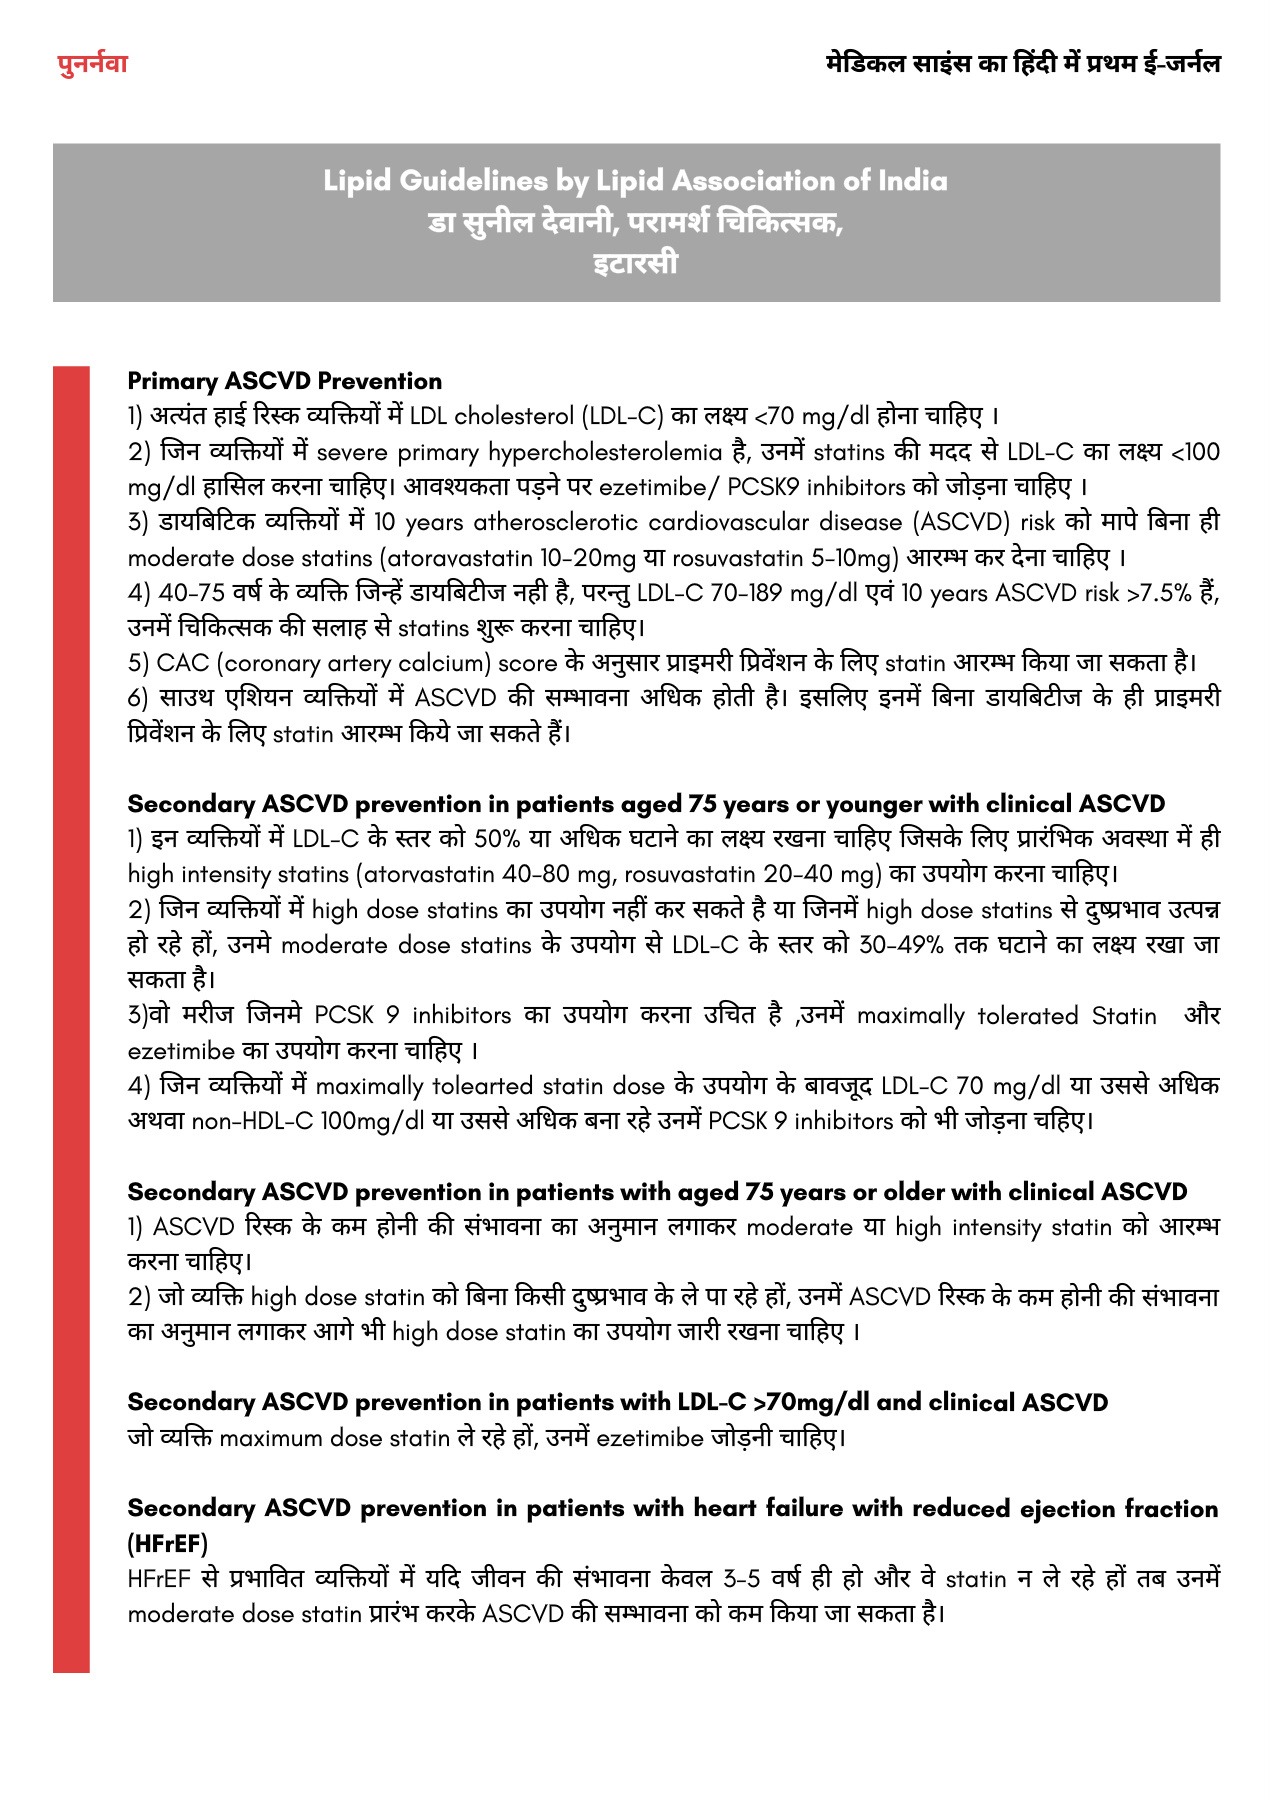 पुनर्नवा
मेडिकल साइंस का हिंदी में प्रथम ई-जर्नल
Lipid Guidelines by Lipid Association of India
डा सुनील देवानी, परामर्श चिकित्सक,
इटारसी
Primary ASCVD Prevention
1) अत्यंत हाई रिस्क व्यक्तियों में LDL cholesterol (LDL-C) का लक्ष्य <70 mg/dl होना चाहिए ।
2) जिन व्यक्तियों में severe primary hypercholesterolemia है, उनमें statins की मदद से LDL-C का लक्ष्य <100
mg/dl हासिल करना चाहिए। आवश्यकता पड़ने पर ezetimibe/ PCSK9 inhibitors को जोड़ना चाहिए ।
3) डायबिटिक व्यक्तियों में 10 years atherosclerotic cardiovascular disease (ASCVD) risk को मापे बिना ही
moderate dose statins (atoravastatin 10-20mg या rosuvastatin 5-10mg) आरम्भ कर देना चाहिए ।
4) 40-75 वर्ष के व्यक्ति जिन्हें डायबिटीज नही है, परन्तु LDL-C 70-189 mg/dl एवं 10 years ASCVD risk >7.5% हैं,
उनमें चिकित्सक की सलाह से statins शुरू करना चाहिए।
5) CAC (coronary artery calcium) score के अनुसार प्राइमरी प्रिवेंशन के लिए statin आरम्भ किया जा सकता है।
6) साउथ एशियन व्यक्तियों में ASCVD की सम्भावना अधिक होती है। इसलिए इनमें बिना डायबिटीज के ही प्राइमरी
प्रिवेंशन के लिए statin आरम्भ किये जा सकते हैं।
Secondary ASCVD prevention in patients aged 75 years or younger with clinical ASCVD
1) इन व्यक्तियों में LDL-C के स्तर को 50% या अधिक घटाने का लक्ष्य रखना चाहिए जिसके लिए प्रारंभिक अवस्था में ही
high intensity statins (atorvastatin 40-80 mg, rosuvastatin 20-40 mg) का उपयोग करना चाहिए।
2) जिन व्यक्तियों में high dose statins का उपयोग नहीं कर सकते है या जिनमें high dose statins से दुष्प्रभाव उत्पन्न
हो रहे हों, उनमे moderate dose statins के उपयोग से LDL-C के स्तर को 30-49% तक घटाने का लक्ष्य रखा जा
सकता है।
3)वो मरीज जिनमे PCSK 9 inhibitors का उपयोग करना उचित है ,उनमें maximally tolerated Statin और
ezetimibe का उपयोग करना चाहिए ।
4) जिन व्यक्तियों में maximally tolearted statin dose के उपयोग के बावजूद LDL-C 70 mg/dl या उससे अधिक
अथवा non-HDL-C 100mg/dl या उससे अधिक बना रहे उनमें PCSK 9 inhibitors को भी जोड़ना चहिए।
Secondary ASCVD prevention in patients with aged 75 years or older with clinical ASCVD
1) ASCVD रिस्क के कम होनी की संभावना का अनुमान लगाकर moderate या high intensity statin को आरम्भ
करना चाहिए।
2) जो व्यक्ति high dose statin को बिना किसी दुष्प्रभाव के ले पा रहे हों, उनमें ASCVD रिस्क के कम होनी की संभावना
का अनुमान लगाकर आगे भी high dose statin का उपयोग जारी रखना चाहिए ।
Secondary ASCVD prevention in patients with LDL-C >70mg/dl and clinical ASCVD
जो व्यक्ति maximum dose statin ले रहे हों, उनमें ezetimibe जोड़नी चाहिए।
Secondary ASCVD prevention in patients with heart failure with reduced ejection fraction
(HFrEF)
HFrEF से प्रभावित व्यक्तियों में यदि जीवन की संभावना केवल 3-5 वर्ष ही हो और वे statin न ले रहे हों तब उनमें
moderate dose statin प्रारंभ करके ASCVD की सम्भावना को कम किया जा सकता है।